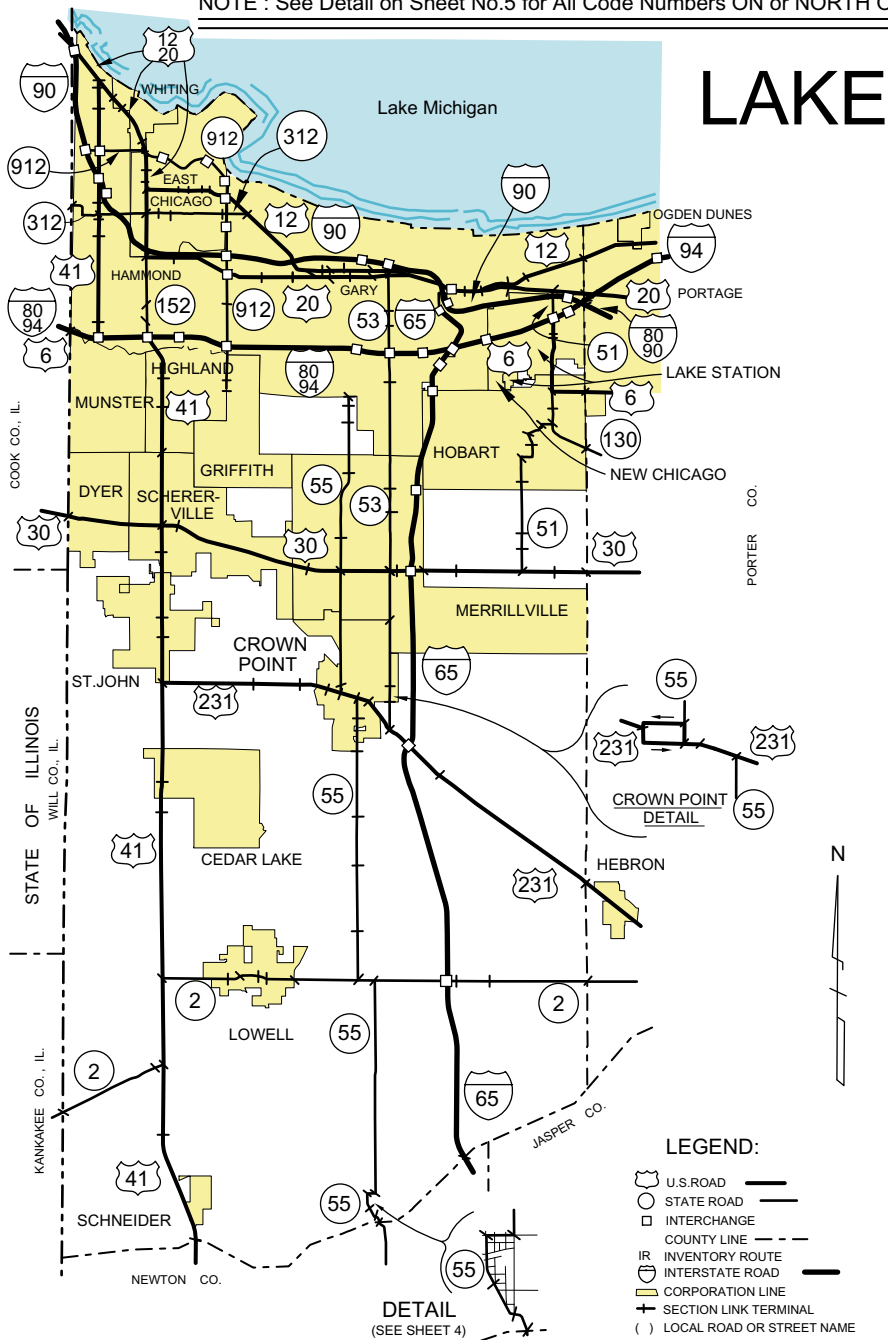 NOTE : See Detail on Sheet No.5 for All Code Numbers ON or NORTH O
LAKE
12
20
90
WHITING
Lake Michigan
912
312
912
EAST
CHICAGO
90
312
12
90
OGDEN DUNES
12
94
41
HAMMOND
GARY
20
PORTAGE
80
94
152
912
20
53
65
80
90
6
51
HIGHLAND
80
94
6
LAKE STATION
MUNSTER
41
6
130
COOK CO., IL.
GRIFFITH
HOBART
NEW CHICAGO
DYER
SCHERER-
VILLE
55
53
PORTER CO.
51
30
30
30
MERRILLVILLE
CROWN
POINT
ST.JOHN
65
231
55
231
231
CROWN POINT
DETAIL
55
STATE OF ILLINOIS
WILL CO., IL.
55
41
CEDAR LAKE
HEBRON
231
N
2
2
LOWELL
55
2
KANKAKEE CO., IL.
65
JASPER CO.
41
SCHNEIDER
55
NEWTON CO.
55
DETAIL
(SEE SHEET 4)
LEGEND:
U.S.ROAD
STATE ROAD
INTERCHANGE
COUNTY LINE
IR INVENTORY ROUTE
INTERSTATE ROAD
CORPORATION LINE
SECTION LINK TERMINAL
( ) LOCAL ROAD OR STREET NAME